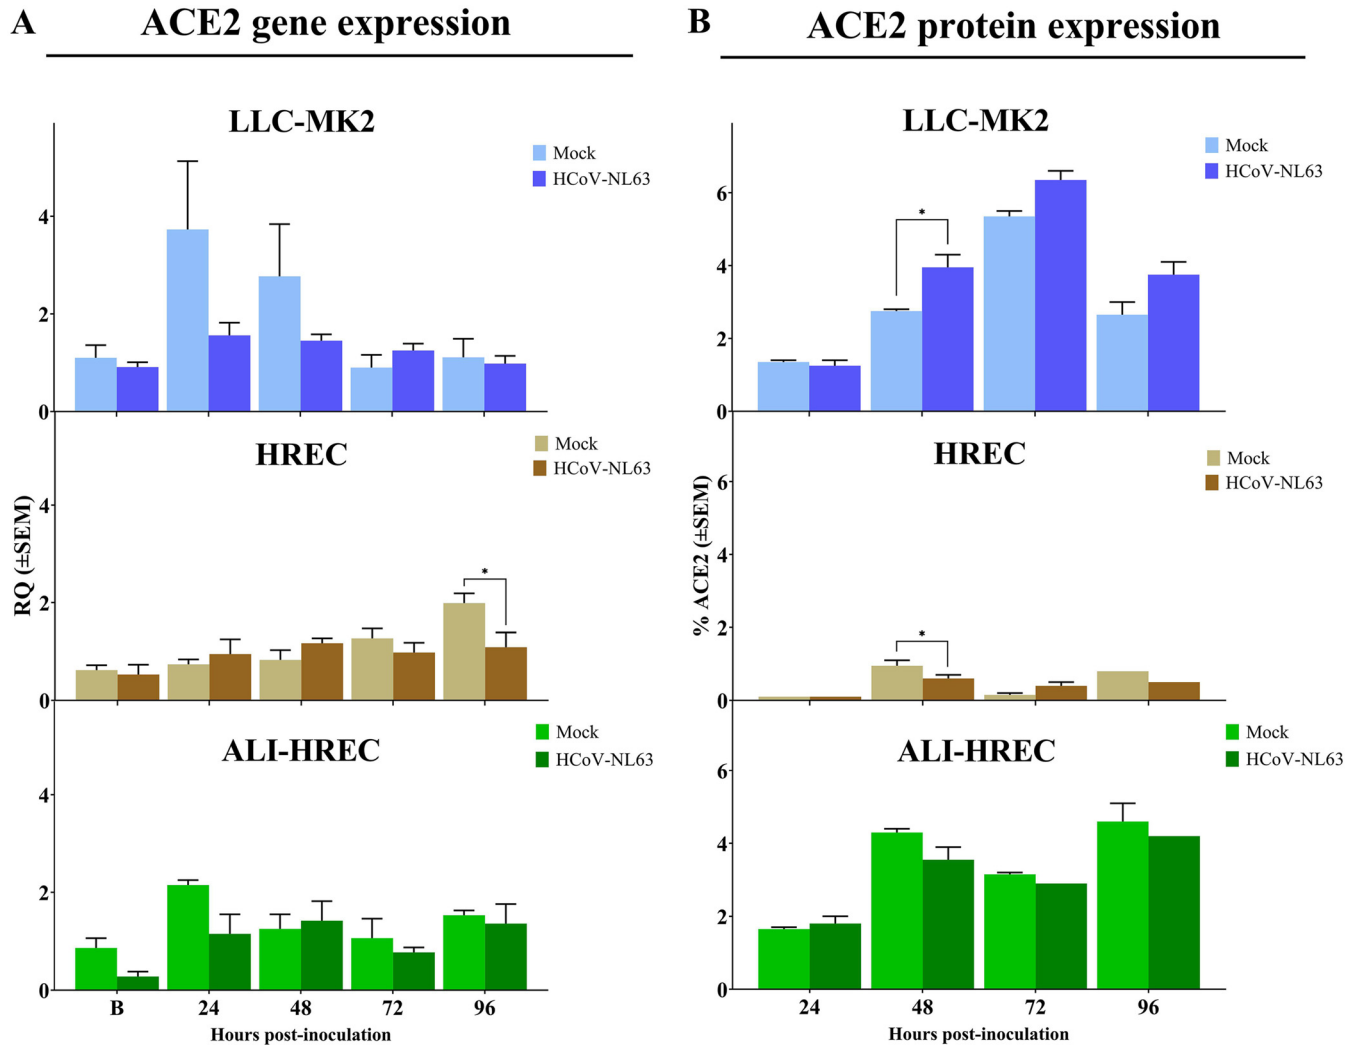 A
ACE2 gene expression
LLC-MK2
Mock
HCoV-NL63
4
2
0
HREC
Mock
HCoV-NL63
4
2
0
*
RQ (±SEM)
ALI-HREC
Mock
HCoV-NL63
4
2
0
B 24 48 72 96
Hours post-inoculation
B
ACE2 protein expression
LLC-MK2
Mock
HCoV-NL63
6
4
2
0
*
HREC
Mock
HCoV-NL63
6
4
2
0
*
% ACE2 (±SEM)
ALI-HREC
Mock
HCoV-NL63
6
4
2
0
24 48 72 96
Hours post-inoculation